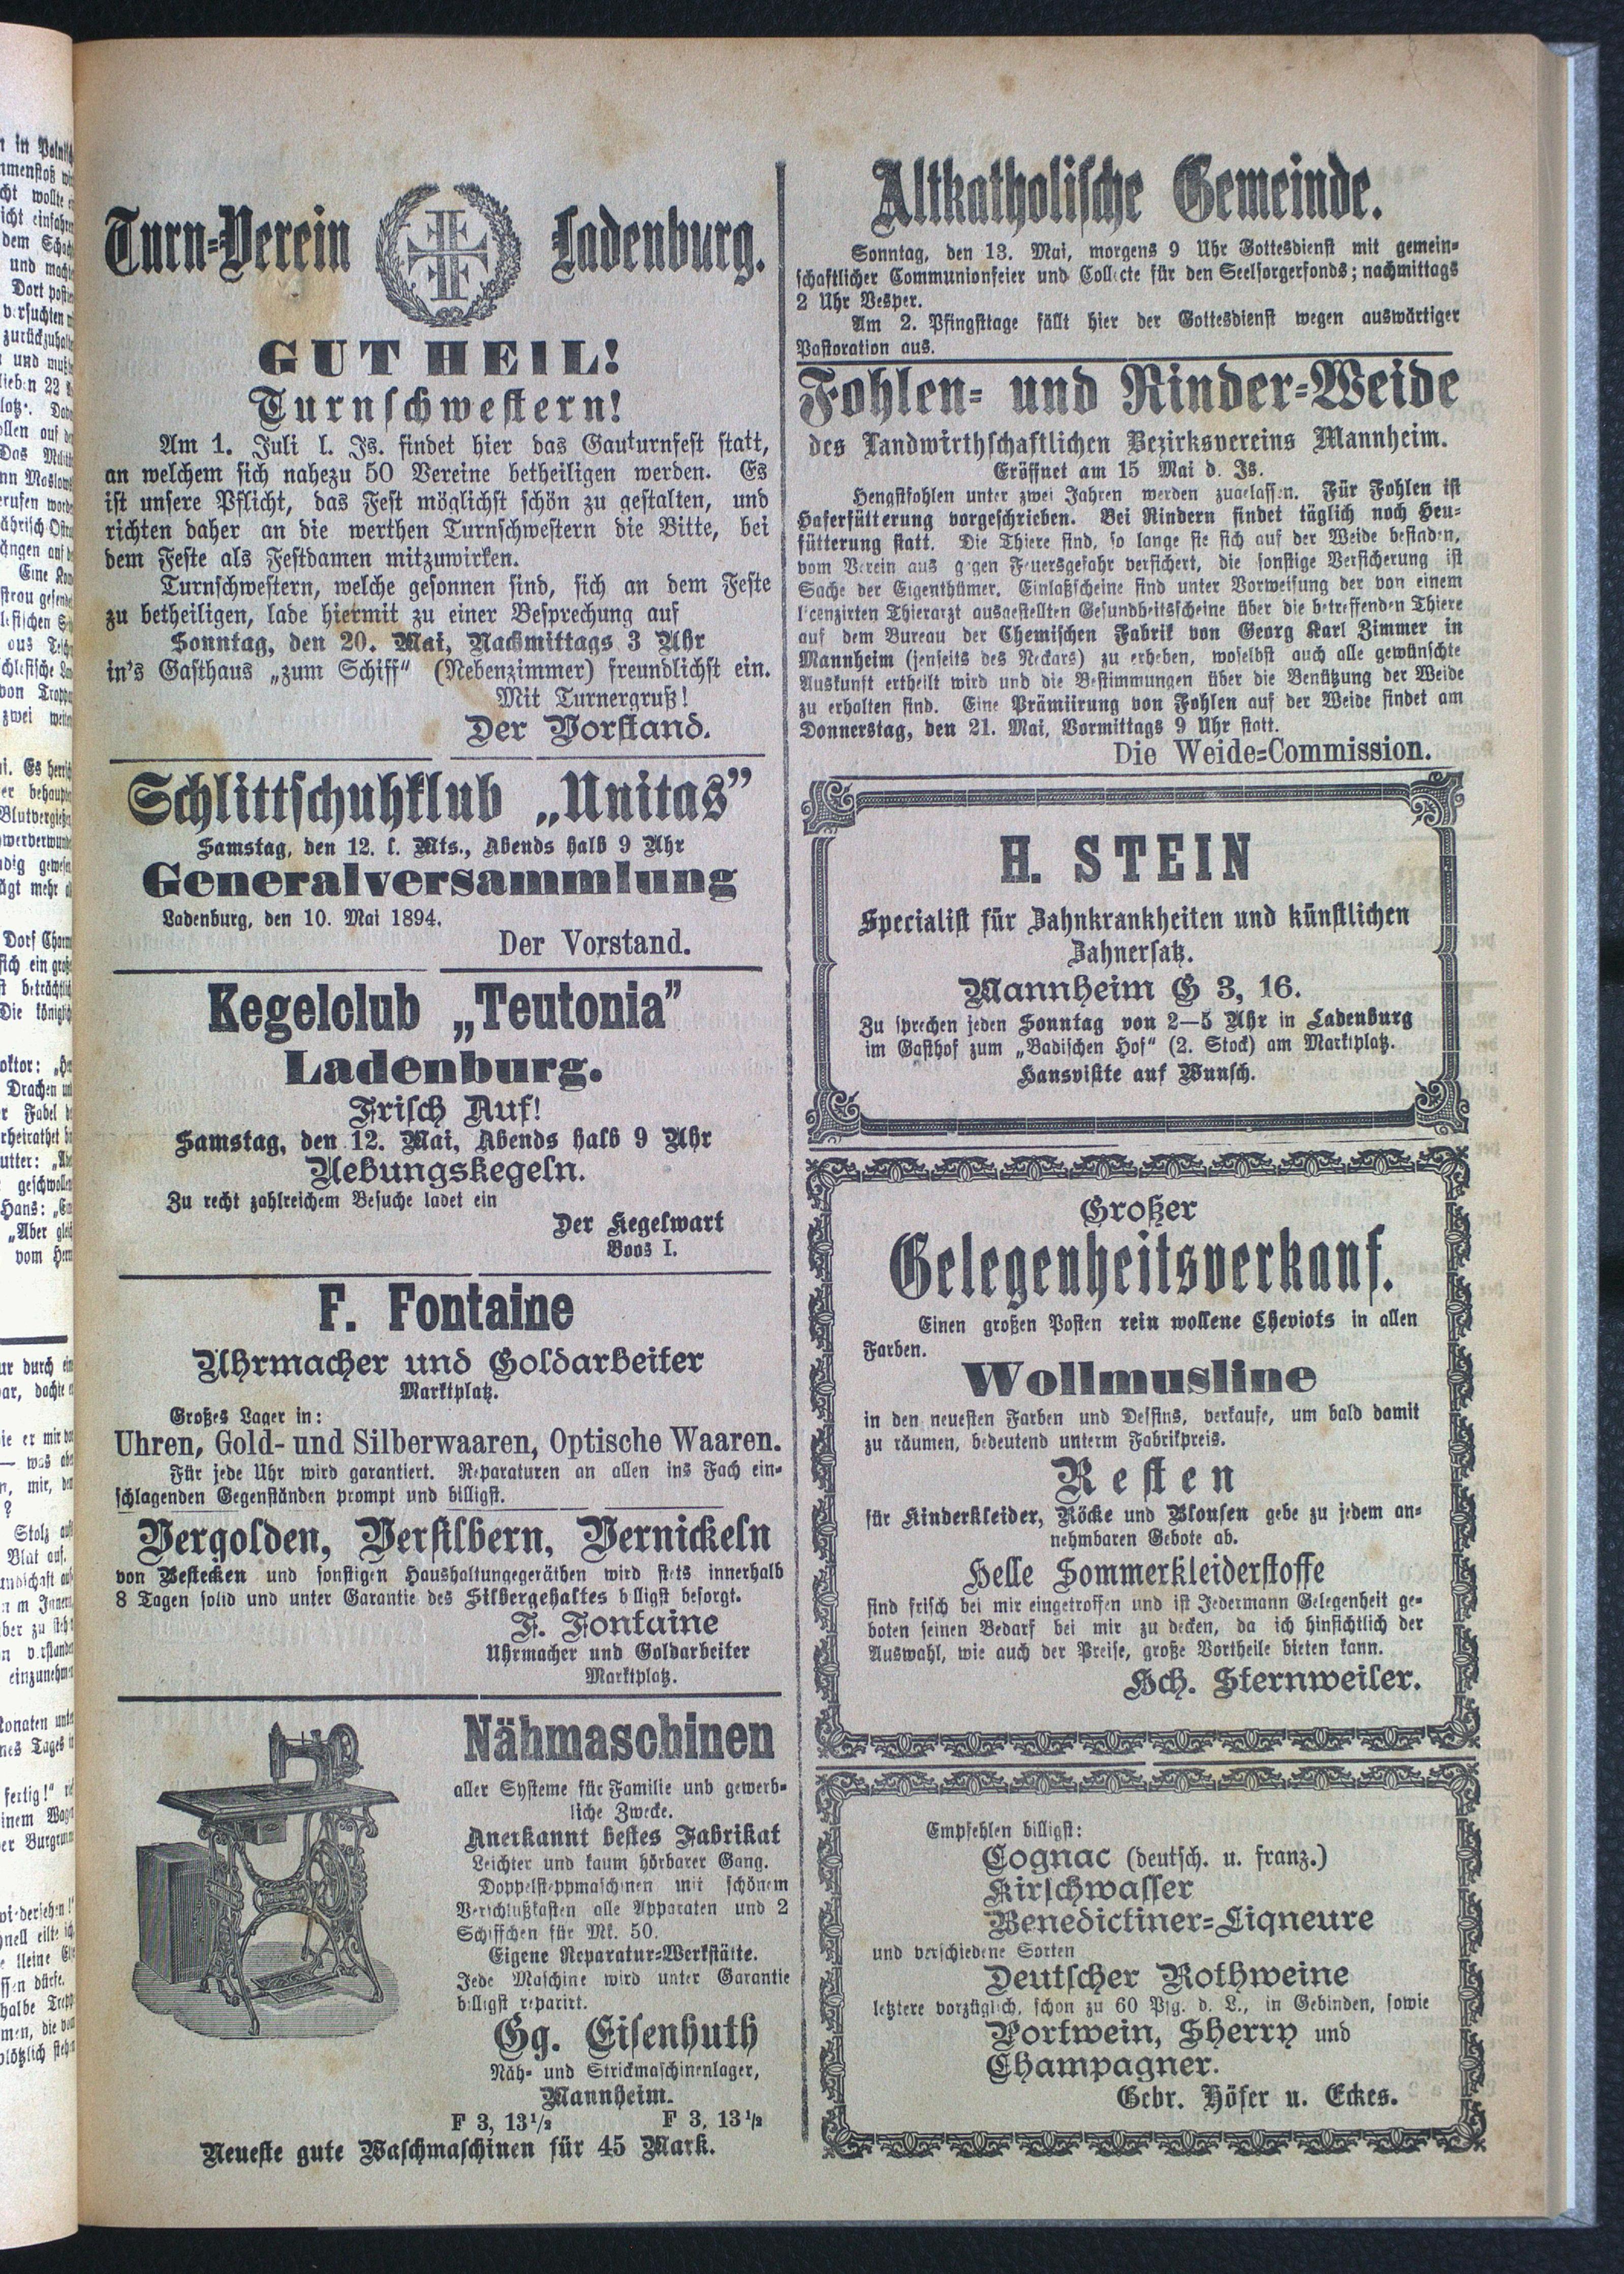 Turn-Verein Ladenburg.
GUT HEIL!
Turnschwestern!
Am 1. Juli l. Js. findet hier das Gauturnfest statt,
an welchem sich nahezu 50 Vereine betheiligen werden. Es
ist unsere Pflicht, das Fest möglichst schön zu gestalten, und
richten daher an die werthen Turnschwestern die Bitte, bei
dem Feste als Festdamen mitzuwirken.
Turnschwestern, welche gesonnen sind, sich an dem Feste
zu betheiligen, lade hiermit zu einer Besprechung auf
Sonntag, den 20. Mai, Nachmittags 3 Uhr
in's Gasthaus „zum Schiff“ (Nebenzimmer) freundlichst ein.
Mit Turnergruß!
Der Vorstand.
Schlittschuhklub „Unitas”
Samstag, den 12. l. Mts., Abends halb 9 Uhr
Generalversammlung
Ladenburg, den 10. Mai 1894.
Der Vorstand.
Kegelclub „Teutonia”
Ladenburg.
Frisch Auf!
Samstag, den 12. Mai, Abends halb 9 Uhr
Uebungskegeln.
Zu recht zahlreichem Besuche ladet ein
Der Kegelwart
Boos I.
F. Fontaine
Uhrmacher und Goldarbeiter
Marktplatz.
Großes Lager in:
Uhren, Gold- und Silberwaaren, Optische Waaren.
Für jede Uhr wird garantiert. Reparaturen an allen ins Fach ein-
schlagenden Gegenständen prompt und billigst.
Vergolden, Versilbern, Vernickeln
von Bestecken und sonstigen Haushaltungegeräthen wird stets innerhalb
8 Tagen solid und unter Garantie des Silbergehaltes billigst besorgt.
F. Fontaine
Uhrmacher und Goldarbeiter
Marktplatz.
Nähmaschinen
aller Systeme für Familie und gewerb-
liche Zwecke.
Anerkannt bestes Fabrikat
Leichter und kaum hörbarer Gang.
Doppelsteppmaschinen mit schönem
Verschlußkasten alle Apparaten und 2
Schiffchen für Mk. 50.
Eigene Reparatur-Werkstätte.
Jede Maschine wird unter Garantie
billigst reparirt.
Gg. Eisenhuth
Näh- und Strickmaschinenlager,
Mannheim.
F 3, 13½ F 3, 13½
Neueste gute Waschmaschinen für 45 Mark.
Altkatholische Gemeinde.
Sonntag, den 13. Mai, morgens 9 Uhr Gottesdienst mit gemein-
schaftlicher Communionfeier und Collecte für den Seelsorgerfonds; nachmittags
2 Uhr Vesper.
Am 2. Pfingsttage fällt hier der Gottesdienst wegen auswärtiger
Pastoration aus.
Fohlen- und Rinder-Weide
des Landwirthschaftlichen Bezirksvereins Mannheim.
Eröffnet am 15 Mai d. Js.
Hengstfohlen unter zwei Jahren werden zugelassen. Für Fohlen ist
Haferfütterung vorgeschrieben. Bei Rindern findet täglich noch Heu-
fütterung statt. Die Thiere sind, so lange sie sich auf der Weide befinden,
vom Verein aus gegen Feuersgefahr versichert, die sonstige Versicherung ist
Sache der Eigenthümer. Einlaßscheine sind unter Vorweisung der von einem
licenzirten Thierarzt ausgestellten Gesundheitsscheine über die betreffenden Thiere
auf dem Bureau der Chemischen Fabrik von Georg Karl Zimmer in
Mannheim (jenseits des Neckars) zu erheben, woselbst auch alle gewünschte
Auskunft ertheilt wird und die Bestimmungen über die Benützung der Weide
zu erhalten sind. Eine Prämiirung von Fohlen auf der Weide findet am
Donnerstag, den 21. Mai, Vormittags 9 Uhr statt.
Die Weide-Commission.
H. STEIN
Specialist für Zahnkrankheiten und künstlichen
Zahnersatz.
Mannheim G 3, 16.
Zu sprechen jeden Sonntag von 2—5 Uhr in Ladenburg
im Gasthof zum „Badischen Hof“ (2. Stock) am Marktplatz.
Hansvisite auf Wunsch.
Großer
Gelegenheitsverkauf.
Einen großen Posten rein wollene Cheviots in allen
Farben.
Wollmusline
in den neuesten Farben und Dessins, verkaufe, um bald damit
zu räumen, bedeutend unterm Fabrikpreis.
Resten
für Kinderkleider, Röcke und Blousen gebe zu jedem an-
nehmbaren Gebote ab.
Helle Sommerkleiderstoffe
sind frisch bei mir eingetroffen und ist Jedermann Gelegenheit ge-
boten seinen Bedarf bei mir zu decken, da ich hinsichtlich der
Auswahl, wie auch der Preise, große Vortheile bieten kann.
Hch. Sternweiler.
Empfehlen billigst:
Cognac (deutsch. u. franz.)
Kirschwasser
Benedictiner-Liqneure
und verschiedene Sorten
Deutscher Rothweine
letztere vorzüglich, schon zu 60 Pfg. d. L., in Gebinden, sowie
Portwein, Sherry und
Champagner.
Gebr. Höfer u. Eckes.